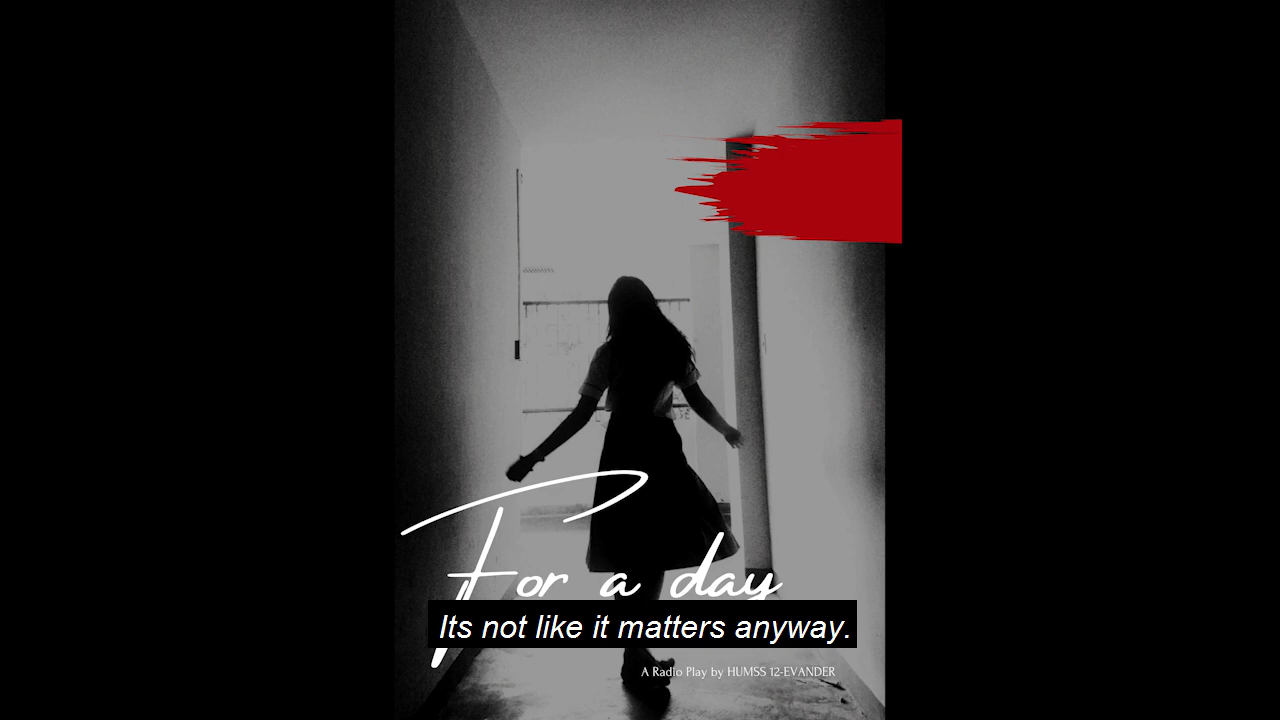 For a day
Its not like it matters anyway.
A Radio Play by HUMSS 12-EVANDER